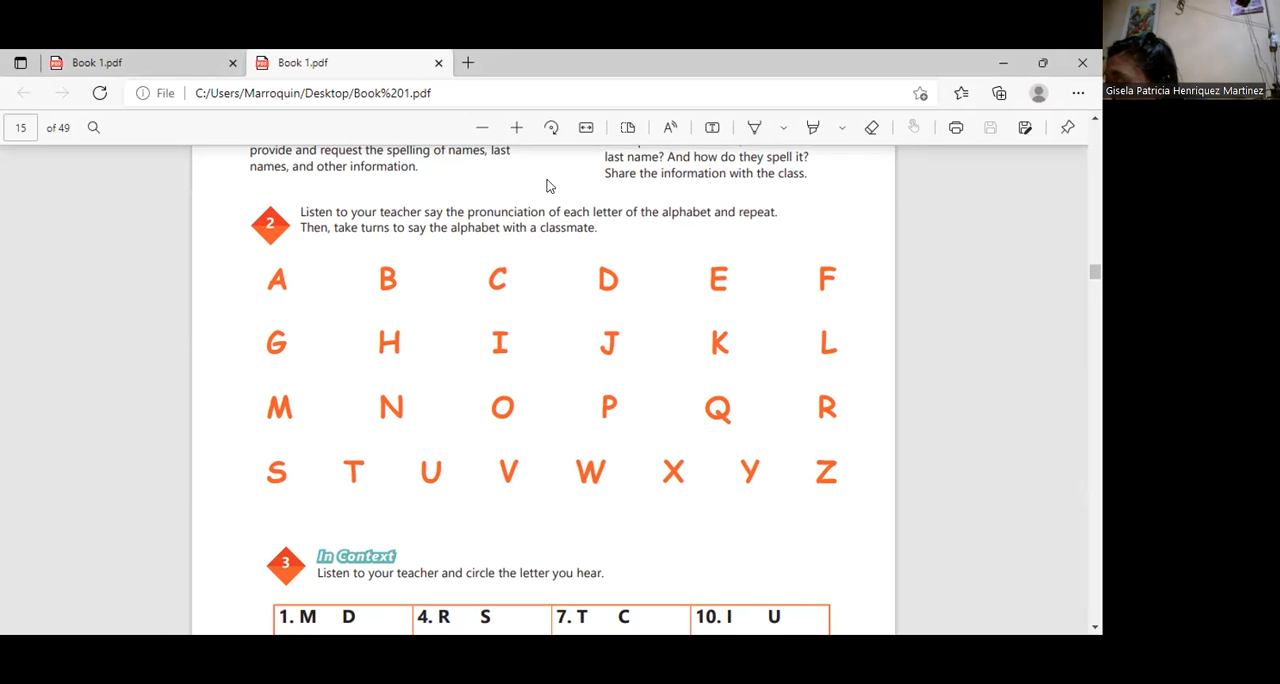 Book 1.pdf
Book 1.pdf
File C:/Users/Marroquin/Desktop/Book%201.pdf
Gisela Patricia Henriquez Martinez
15 of 49
provide and request the spelling of names, last
names, and other information.
last name? And how do they spell it?
Share the information with the class.
2
Listen to your teacher say the pronunciation of each letter of the alphabet and repeat.
Then, take turns to say the alphabet with a classmate.
A B C D E F
G H I J K L
M N O P Q R
S T U V W X Y Z
3
In Context
Listen to your teacher and circle the letter you hear.
1. M D 4. R S 7. T C 10. I U